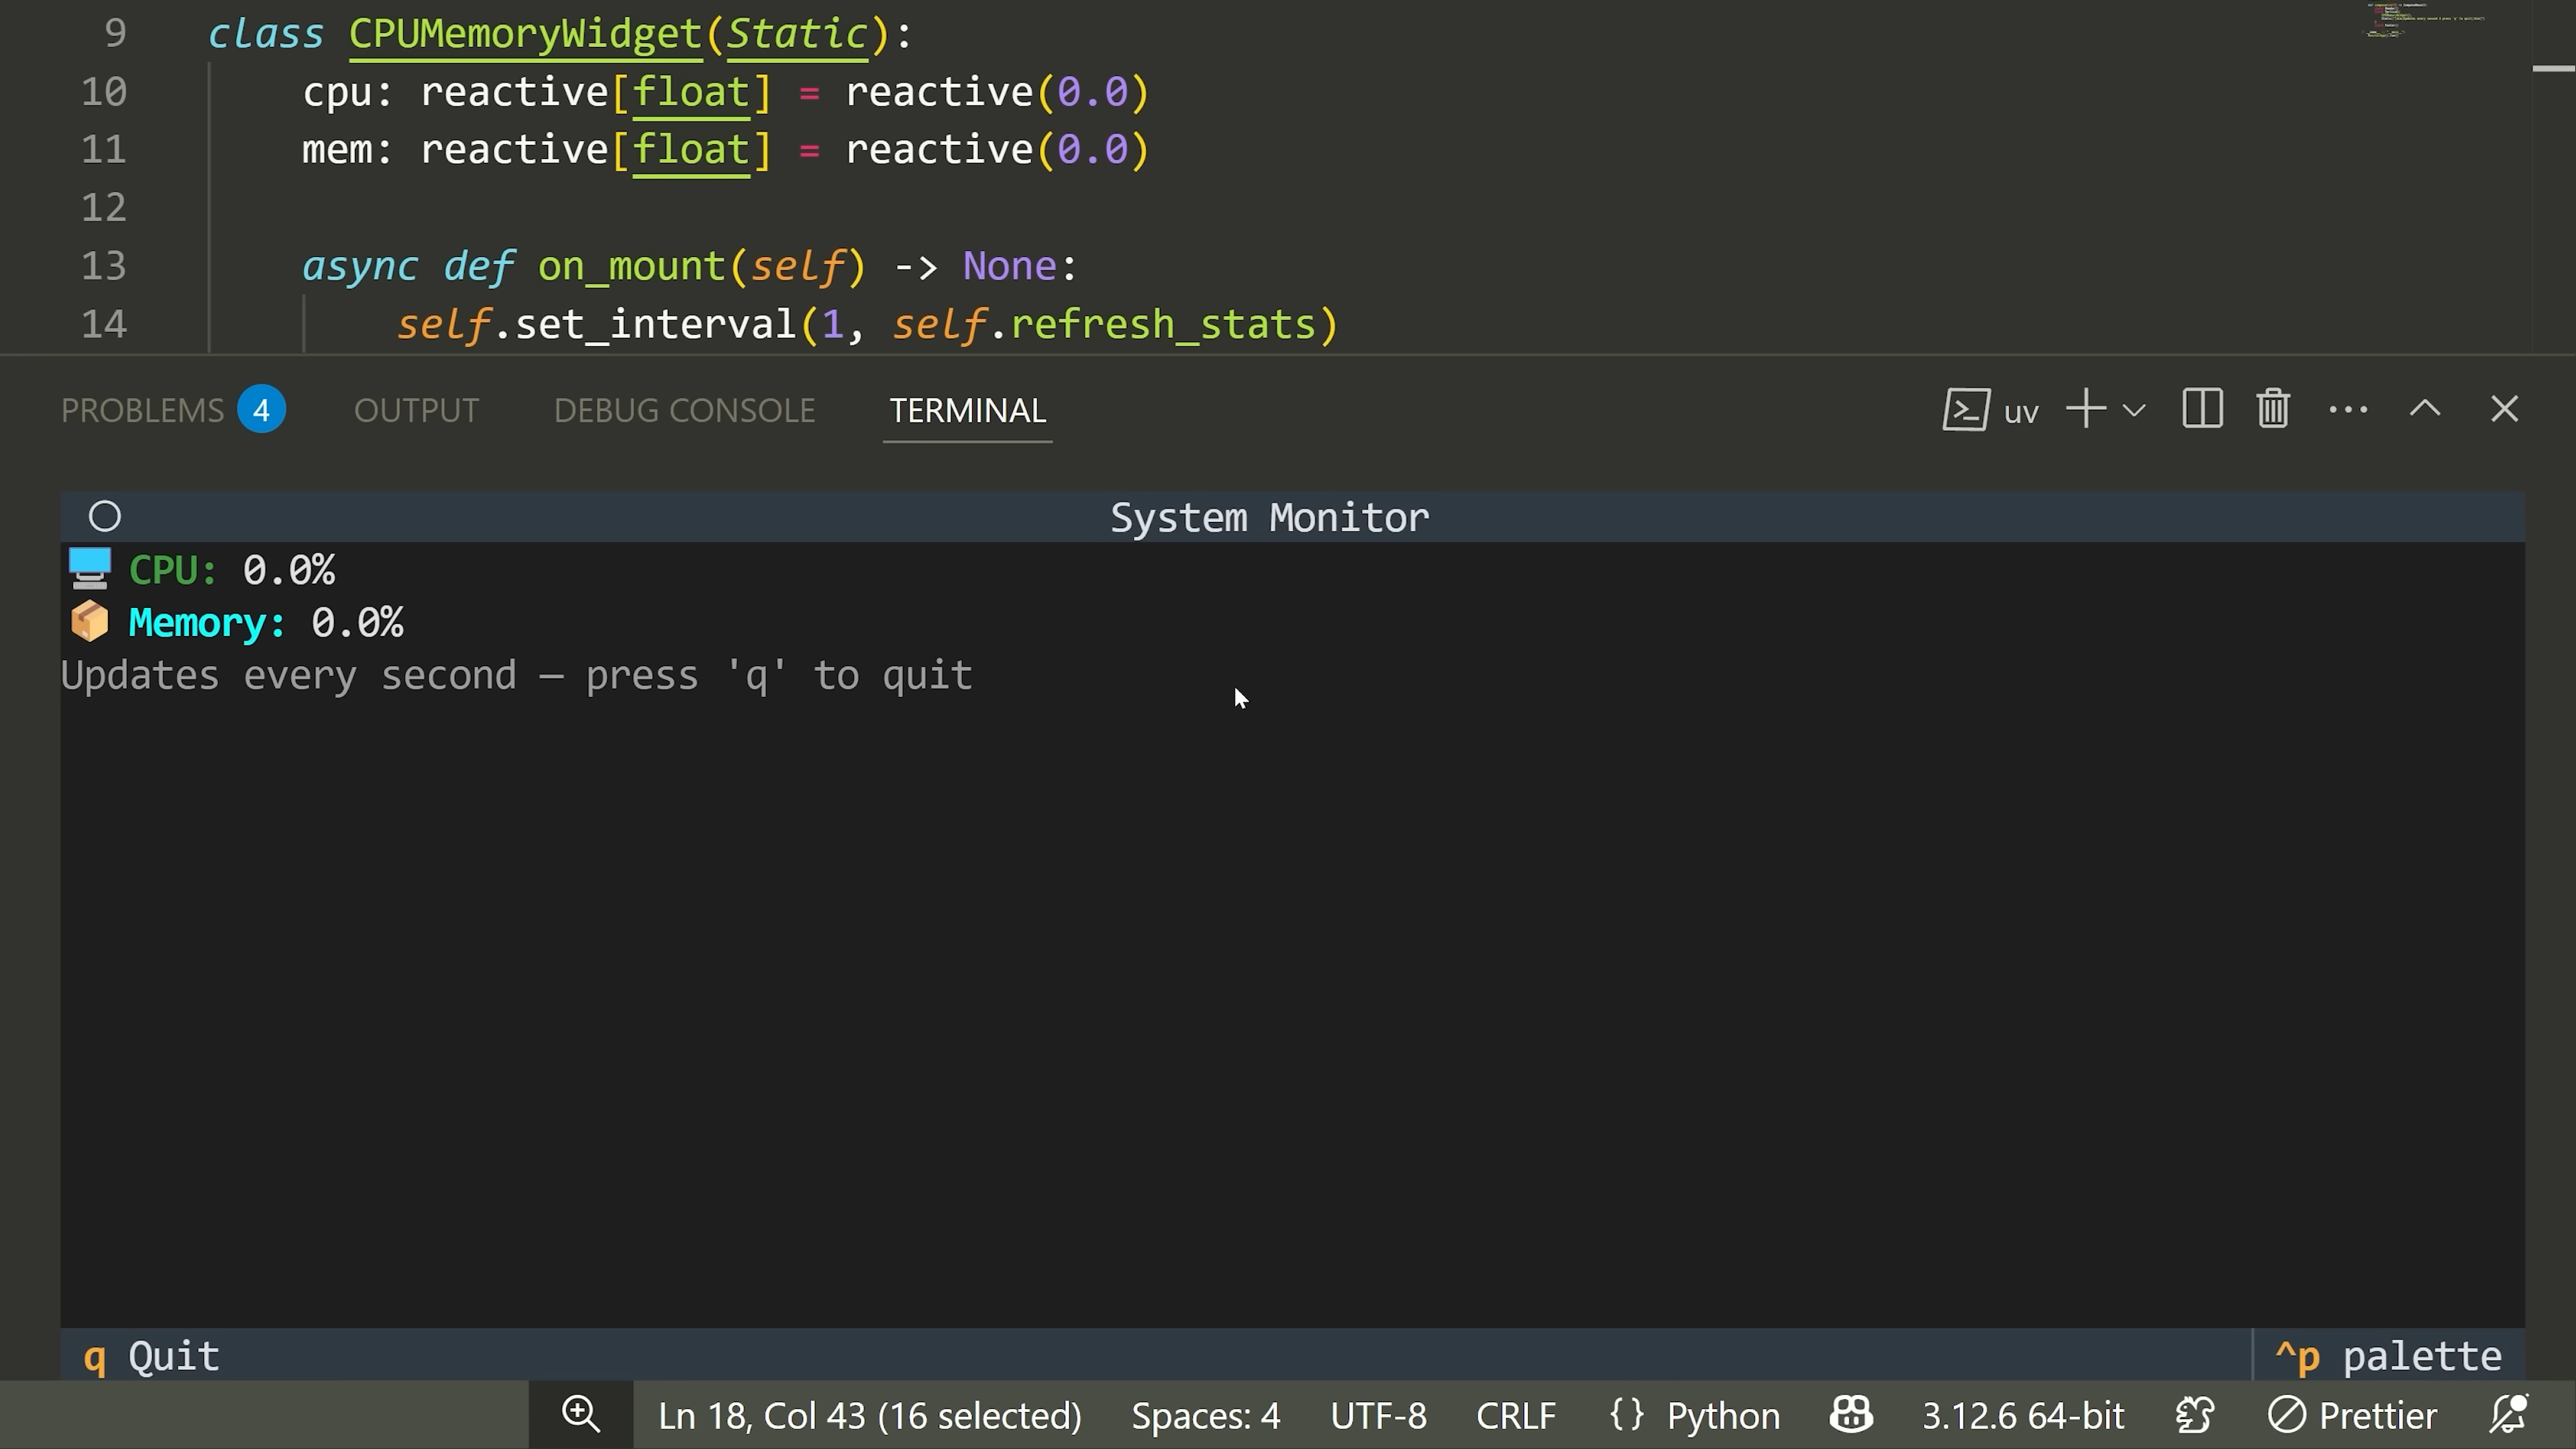 9 class CPUMemoryWidget(Static):
10 cpu: reactive[float] = reactive(0.0)
11 mem: reactive[float] = reactive(0.0)
12
13 async def on_mount(self) -> None:
14 self.set_interval(1, self.refresh_stats)
PROBLEMS 4 OUTPUT DEBUG CONSOLE TERMINAL uv
System Monitor
CPU: 0.0%
Memory: 0.0%
Updates every second — press 'q' to quit
q Quit ^p palette
Ln 18, Col 43 (16 selected) Spaces: 4 UTF-8 CRLF {} Python 3.12.6 64-bit Prettier